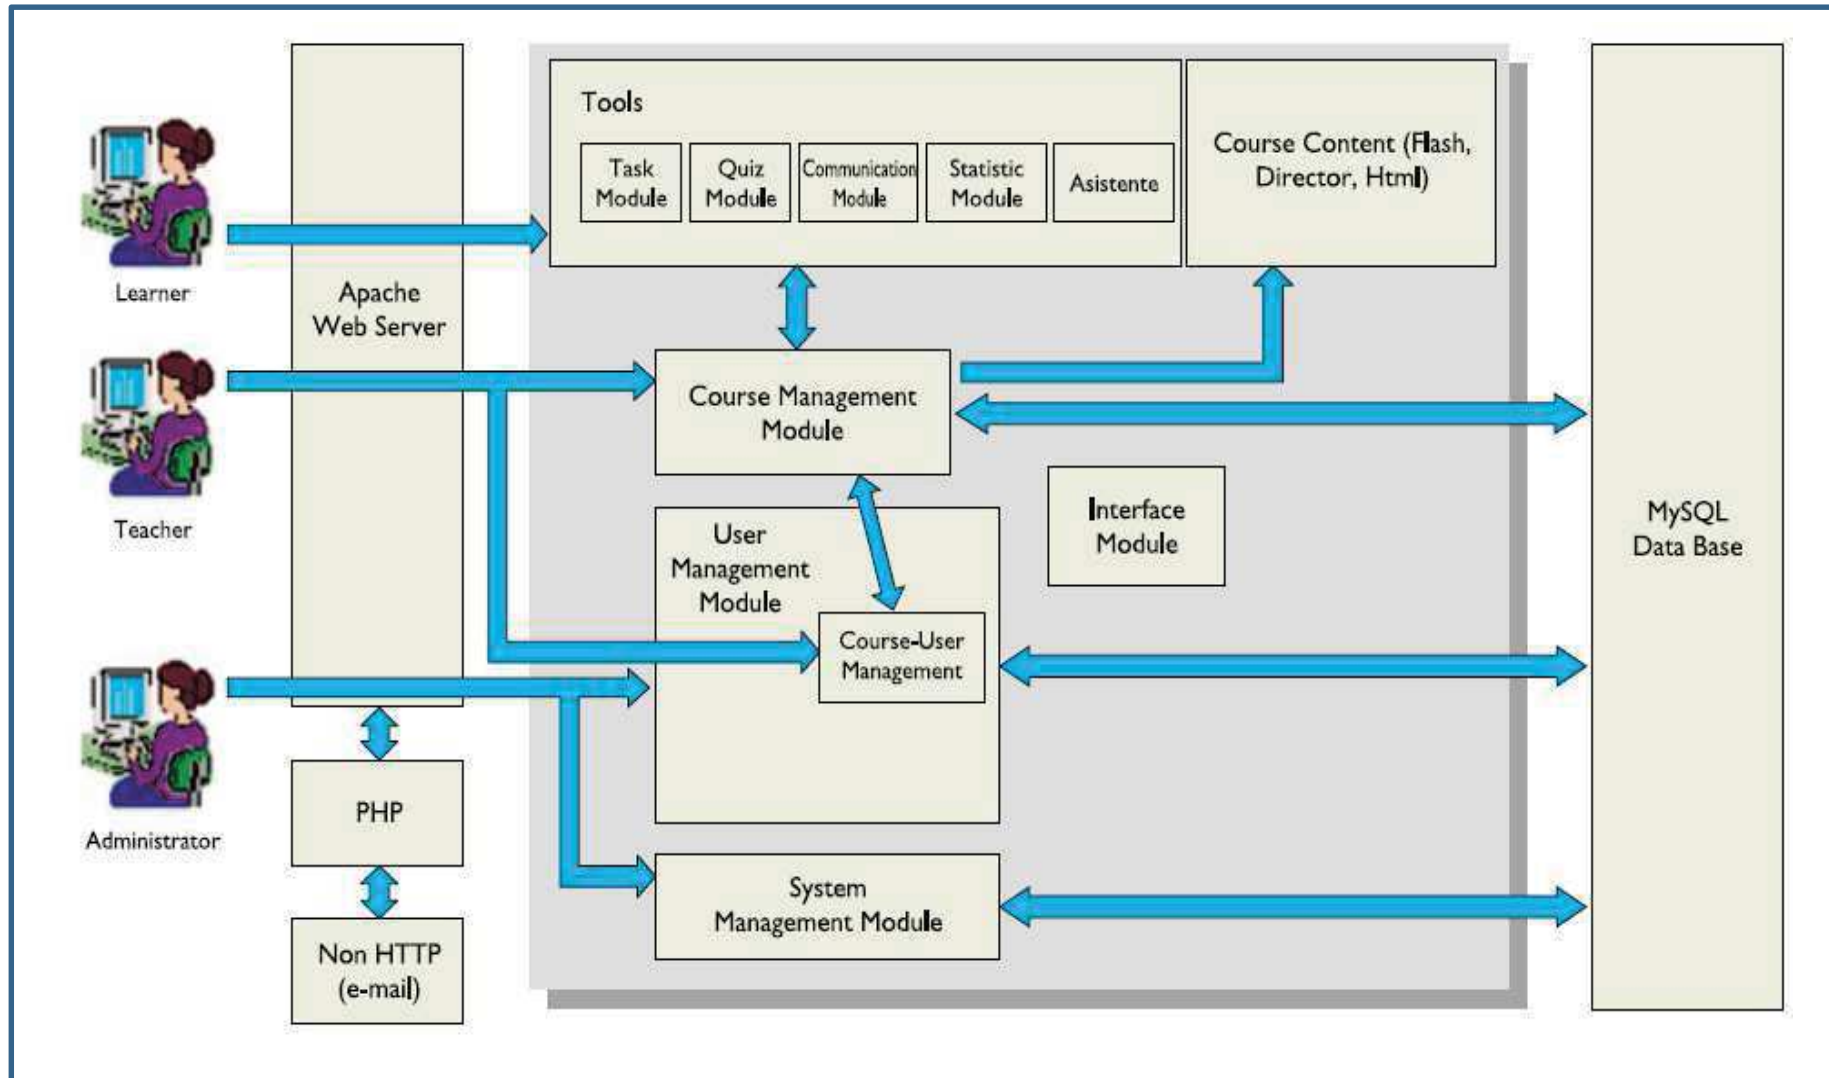 Tools
Task
Module
Quiz
Module
Communication
Module
Statistic
Module
Asistente
Course Content (Flash,
Director, Html)
Learner
Apache
Web Server
Teacher
Course Management
Module
Interface
Module
MySQL
Data Base
User
Management
Module
Course-User
Management
Administrator
PHP
System
Management Module
Non HTTP
(e-mail)